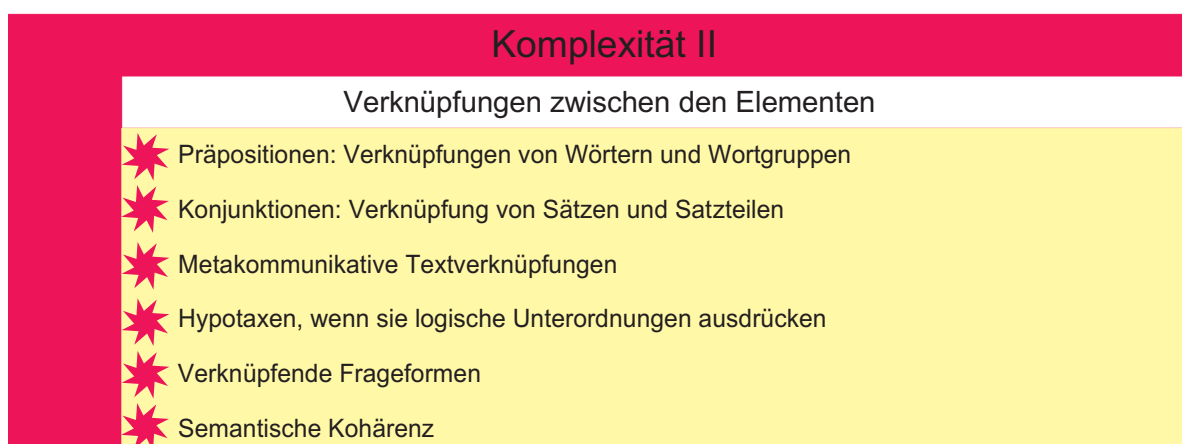 Komplexität II
Verknüpfungen zwischen den Elementen
Präpositionen: Verknüpfungen von Wörtern und Wortgruppen
Konjunktionen: Verknüpfung von Sätzen und Satzteilen
Metakommunikative Textverknüpfungen
Hypotaxen, wenn sie logische Unterordnungen ausdrücken
Verknüpfende Frageformen
Semantische Kohärenz